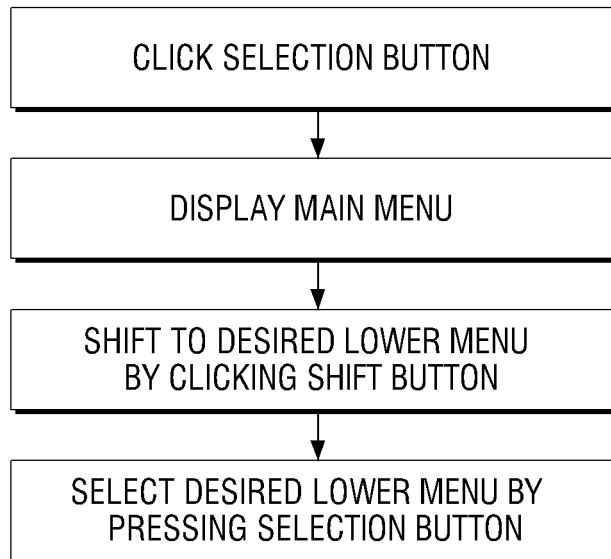 CLICK SELECTION BUTTON
DISPLAY MAIN MENU
SHIFT TO DESIRED LOWER MENU
BY CLICKING SHIFT BUTTON
SELECT DESIRED LOWER MENU BY
PRESSING SELECTION BUTTON